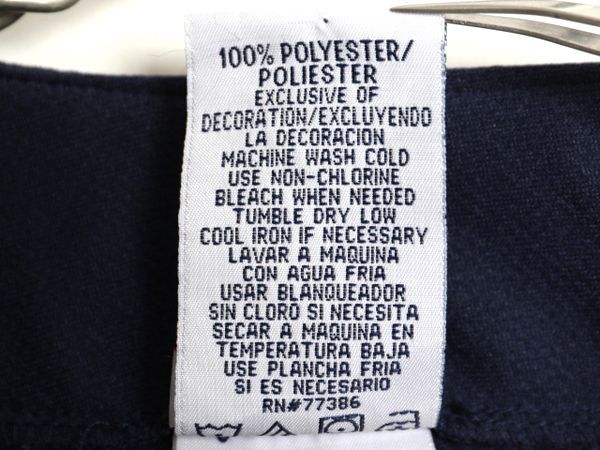 100% POLYESTER/
POLIESTER
EXCLUSIVE OF
DECORATION/EXCLUYENDO
LA DECORACION
MACHINE WASH COLD
USE NON-CHLORINE
BLEACH WHEN NEEDED
TUMBLE DRY LOW
COOL IRON IF NECESSARY
LAVAR A MAQUINA
CON AGUA FRIA
USAR BLANQUEADOR
SIN CLORO SI NECESITA
SECAR A MAQUINA EN
TEMPERATURA BAJA
USE PLANCHA FRIA
SI ES NECESARIO
RN#77386